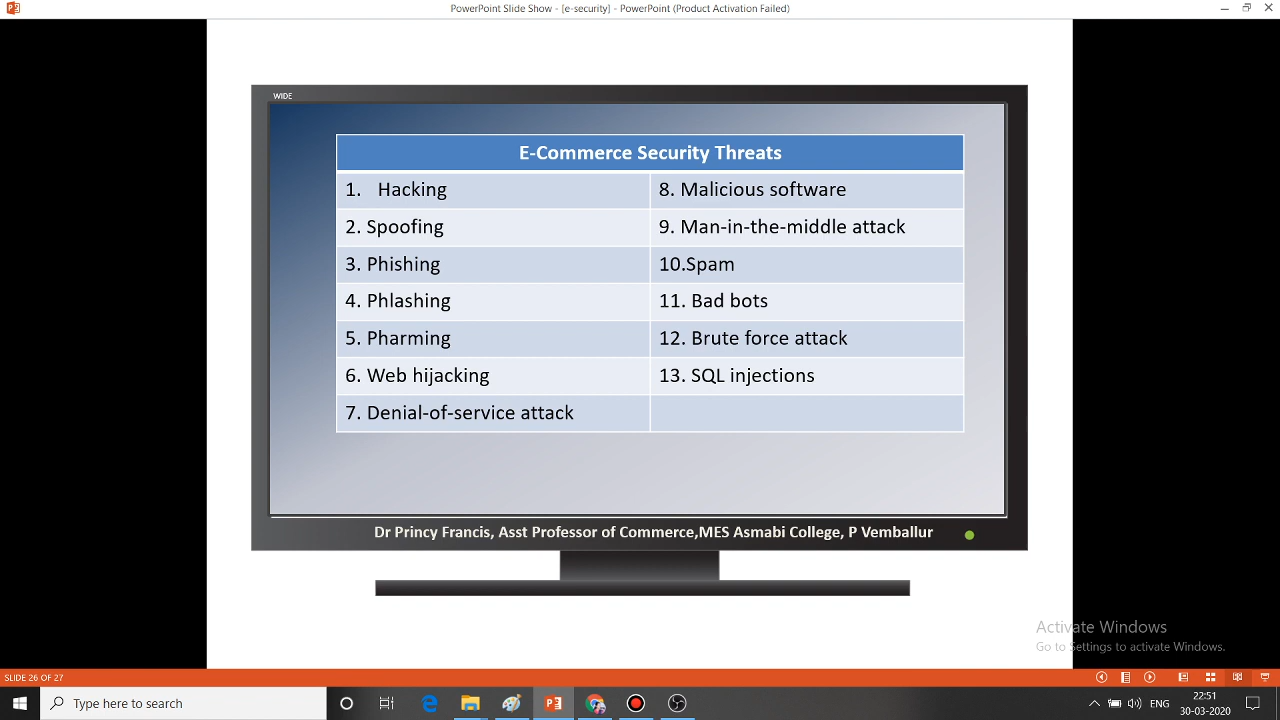 PowerPoint Slide Show - [e-security] - PowerPoint (Product Activation Failed)
WIDE
E-Commerce Security Threats
1. Hacking
8. Malicious software
2. Spoofing
9. Man-in-the-middle attack
3. Phishing
10.Spam
4. Phlashing
11. Bad bots
5. Pharming
12. Brute force attack
6. Web hijacking
13. SQL injections
7. Denial-of-service attack
Dr Princy Francis, Asst Professor of Commerce,MES Asmabi College, P Vemballur
Activate Windows
Go to Settings to activate Windows.
SLIDE 26 OF 27
Type here to search
ENG
22:51
30-03-2020